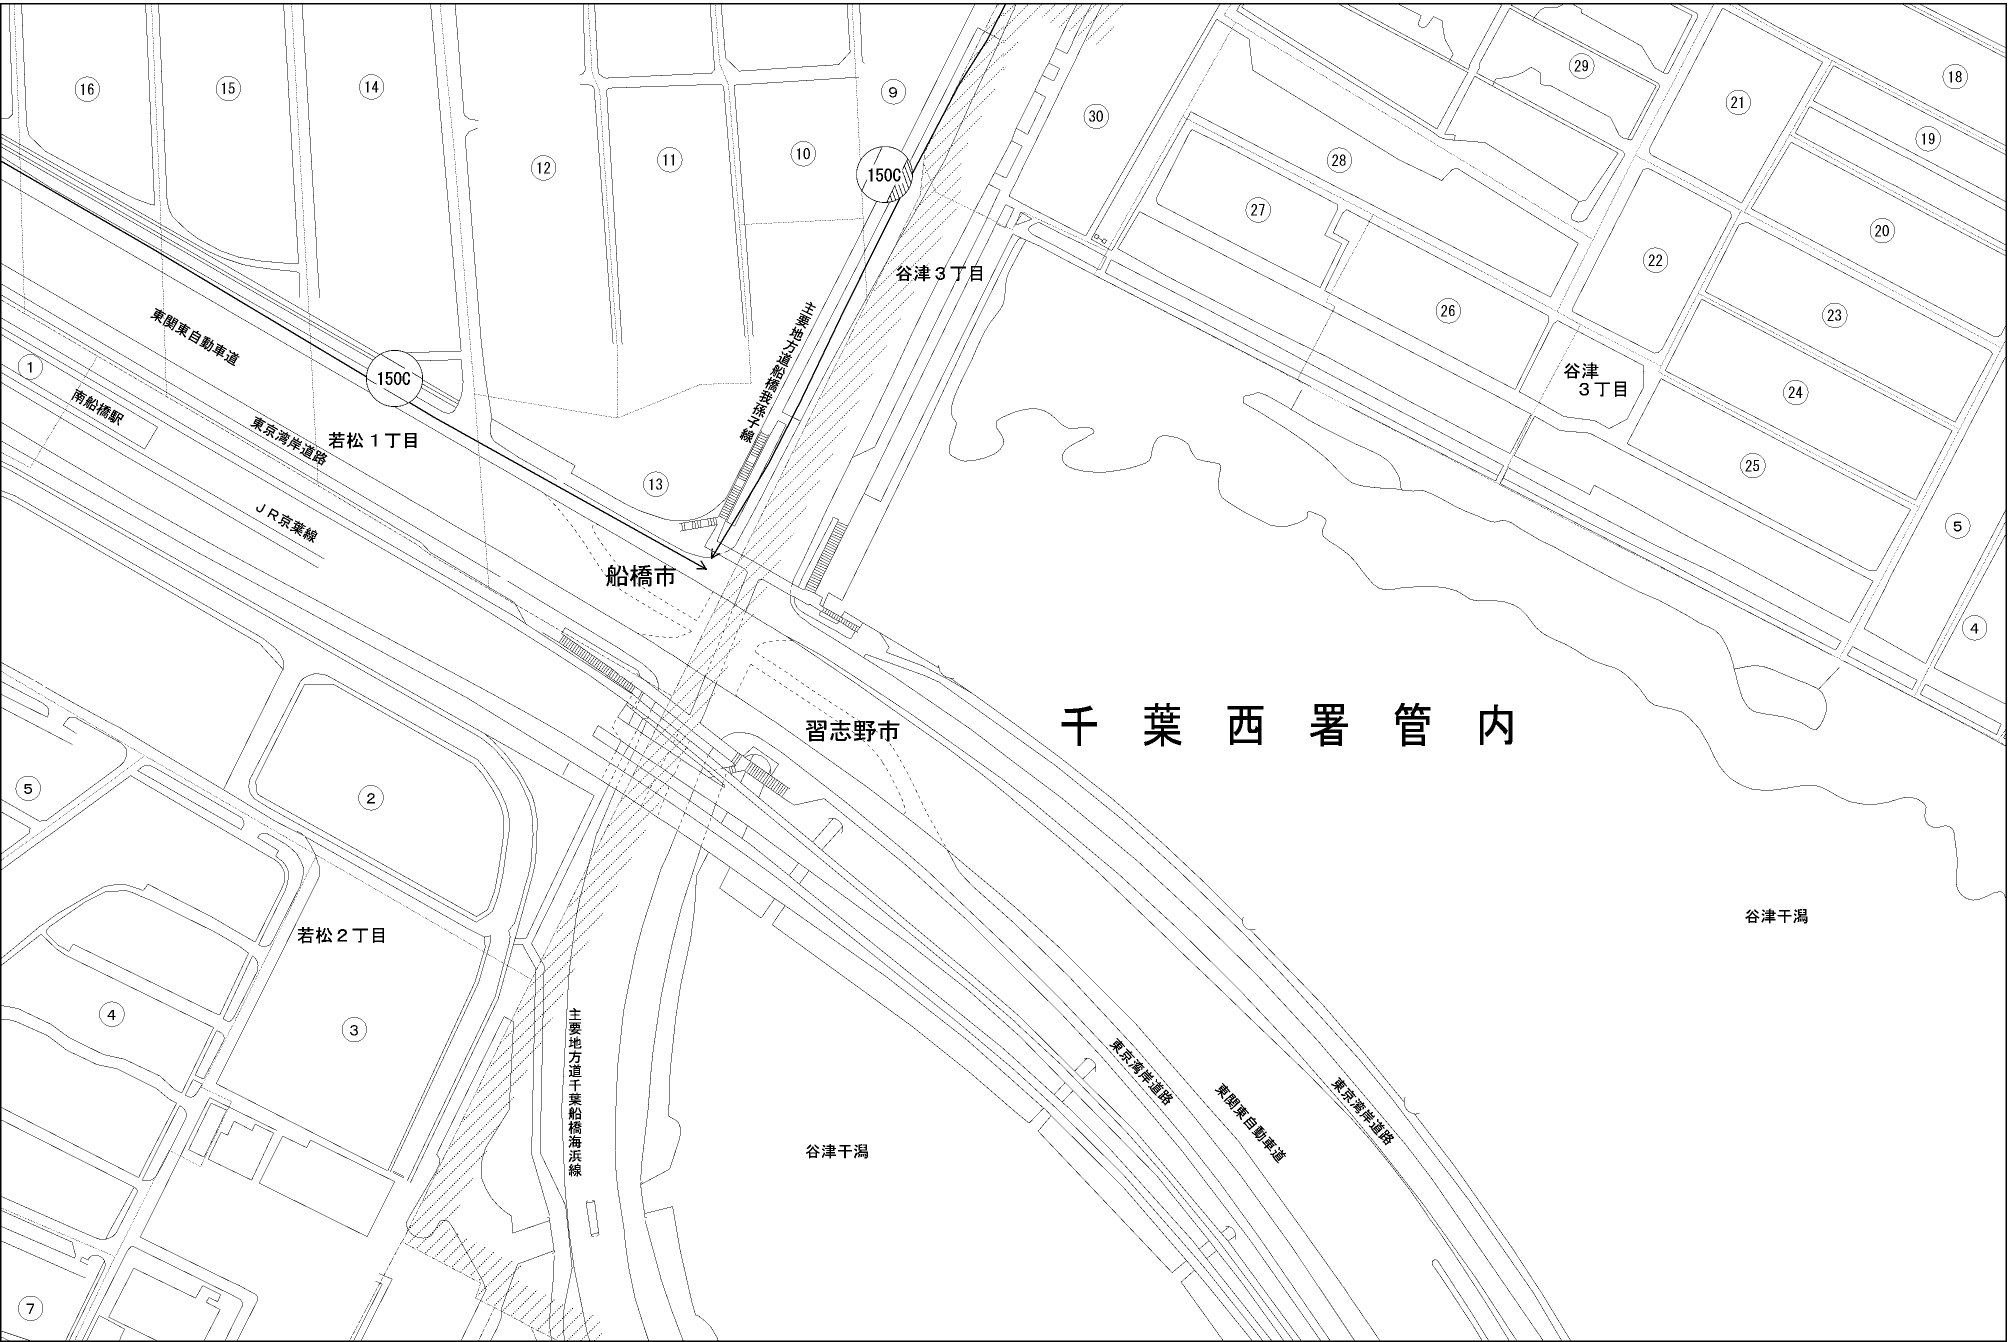 16
15
14
12
11
10
9
30
29
21
18
19
28
27
20
22
26
23
24
25
5
4
150C
谷津3丁目
主要地方道船橋我孫子線
東関東自動車道
1
150C
南船橋駅
東京湾岸道路
若松1丁目
谷津
3丁目
13
JR京葉線
船橋市
習志野市
千葉西署管内
5
2
谷津干潟
若松2丁目
4
3
主要地方道千葉船橋海浜線
谷津干潟
東京湾岸道路
東関東自動車道
東京湾岸道路
7